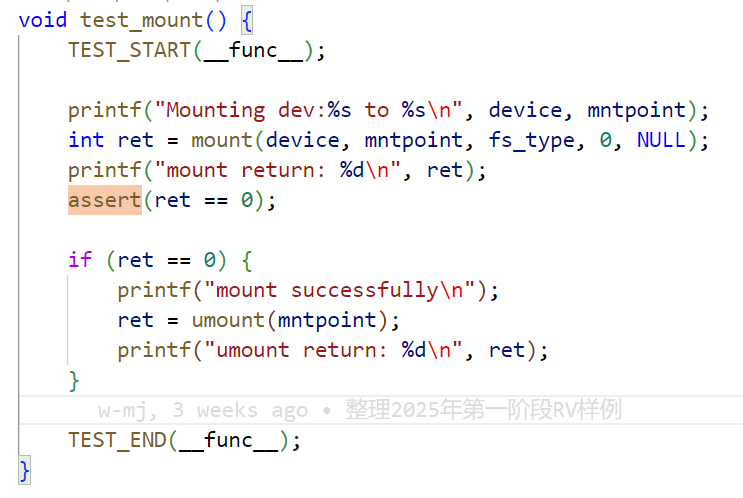 void test_mount() {
    TEST_START(__func__);

    printf("Mounting dev:%s to %s\n", device, mntpoint);
    int ret = mount(device, mntpoint, fs_type, 0, NULL);
    printf("mount return: %d\n", ret);
    assert(ret == 0);

    if (ret == 0) {
        printf("mount successfully\n");
        ret = umount(mntpoint);
        printf("umount return: %d\n", ret);
    }
w-mj, 3 weeks ago • 整理2025年第一阶段RV样例
    TEST_END(__func__);
}